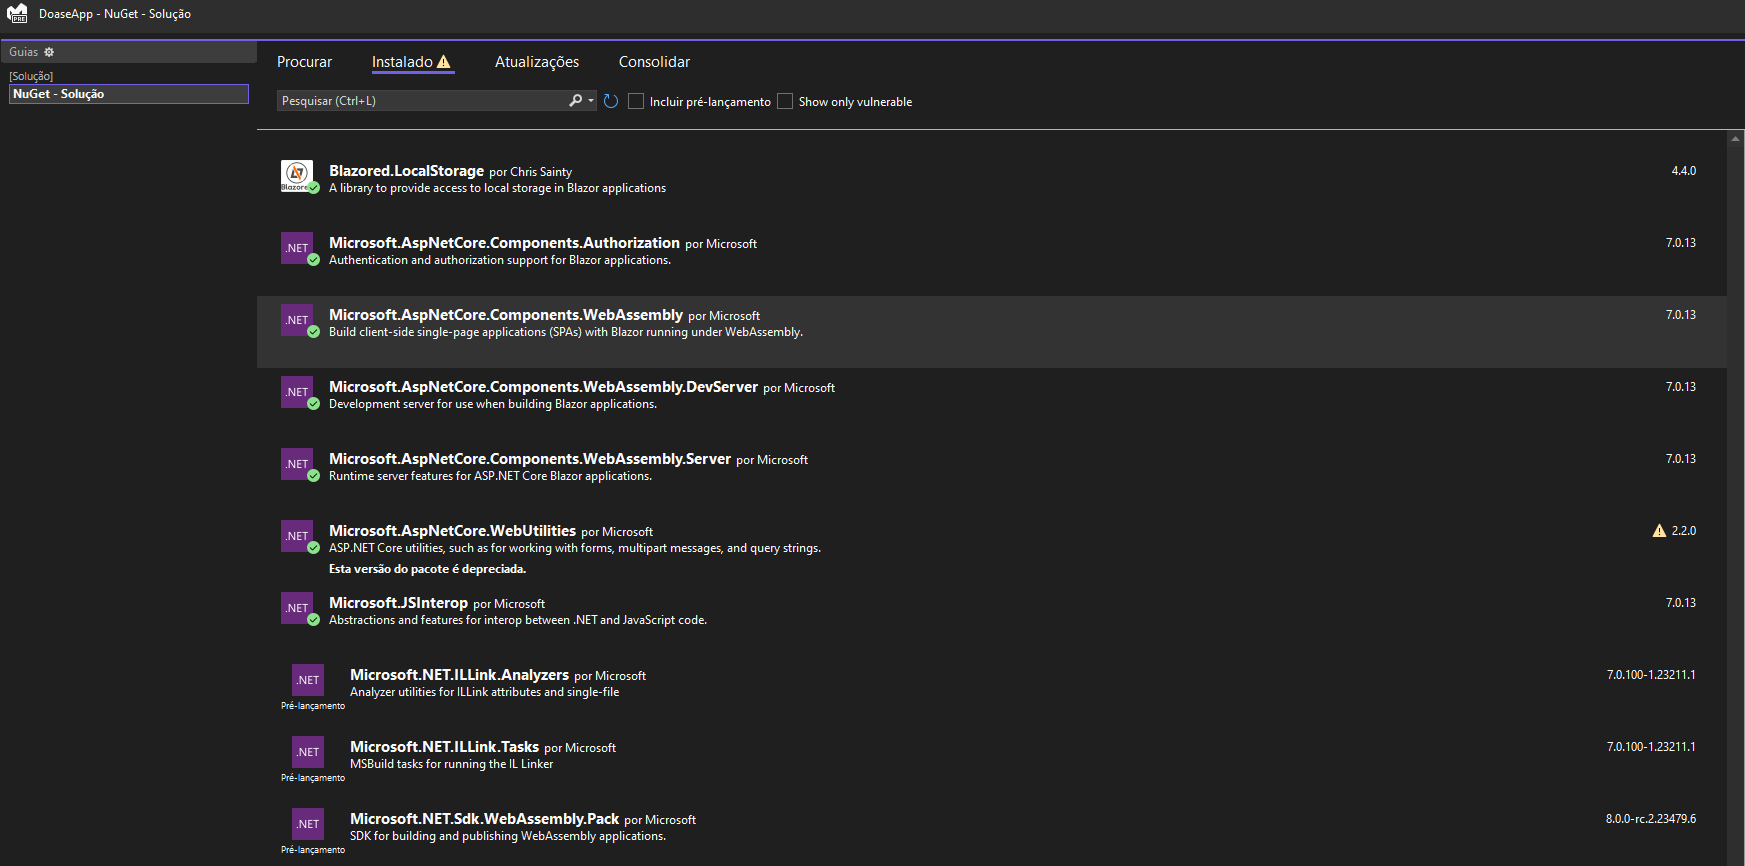 DoaseApp - NuGet - Solução
PRE
Guias
[Solução]
NuGet - Solução
Procurar Instalado Atualizações Consolidar
Pesquisar (Ctrl+L) Incluir pré-lançamento Show only vulnerable
Blazored.LocalStorage por Chris Sainty 4.4.0
A library to provide access to local storage in Blazor applications
.NET Microsoft.AspNetCore.Components.Authorization por Microsoft 7.0.13
Authentication and authorization support for Blazor applications.
.NET Microsoft.AspNetCore.Components.WebAssembly por Microsoft 7.0.13
Build client-side single-page applications (SPAs) with Blazor running under WebAssembly.
.NET Microsoft.AspNetCore.Components.WebAssembly.DevServer por Microsoft 7.0.13
Development server for use when building Blazor applications.
.NET Microsoft.AspNetCore.Components.WebAssembly.Server por Microsoft 7.0.13
Runtime server features for ASP.NET Core Blazor applications.
.NET Microsoft.AspNetCore.WebUtilities por Microsoft 2.2.0
ASP.NET Core utilities, such as for working with forms, multipart messages, and query strings.
Esta versão do pacote é depreciada.
.NET Microsoft.JSInterop por Microsoft 7.0.13
Abstractions and features for interop between .NET and JavaScript code.
.NET Microsoft.NET.ILLink.Analyzers por Microsoft 7.0.100-1.23211.1
Analyzer utilities for ILLink attributes and single-file
Pré-lançamento
.NET Microsoft.NET.ILLink.Tasks por Microsoft 7.0.100-1.23211.1
MSBuild tasks for running the IL Linker
Pré-lançamento
.NET Microsoft.NET.Sdk.WebAssembly.Pack por Microsoft 8.0.0-rc.2.23479.6
SDK for building and publishing WebAssembly applications.
Pré-lançamento